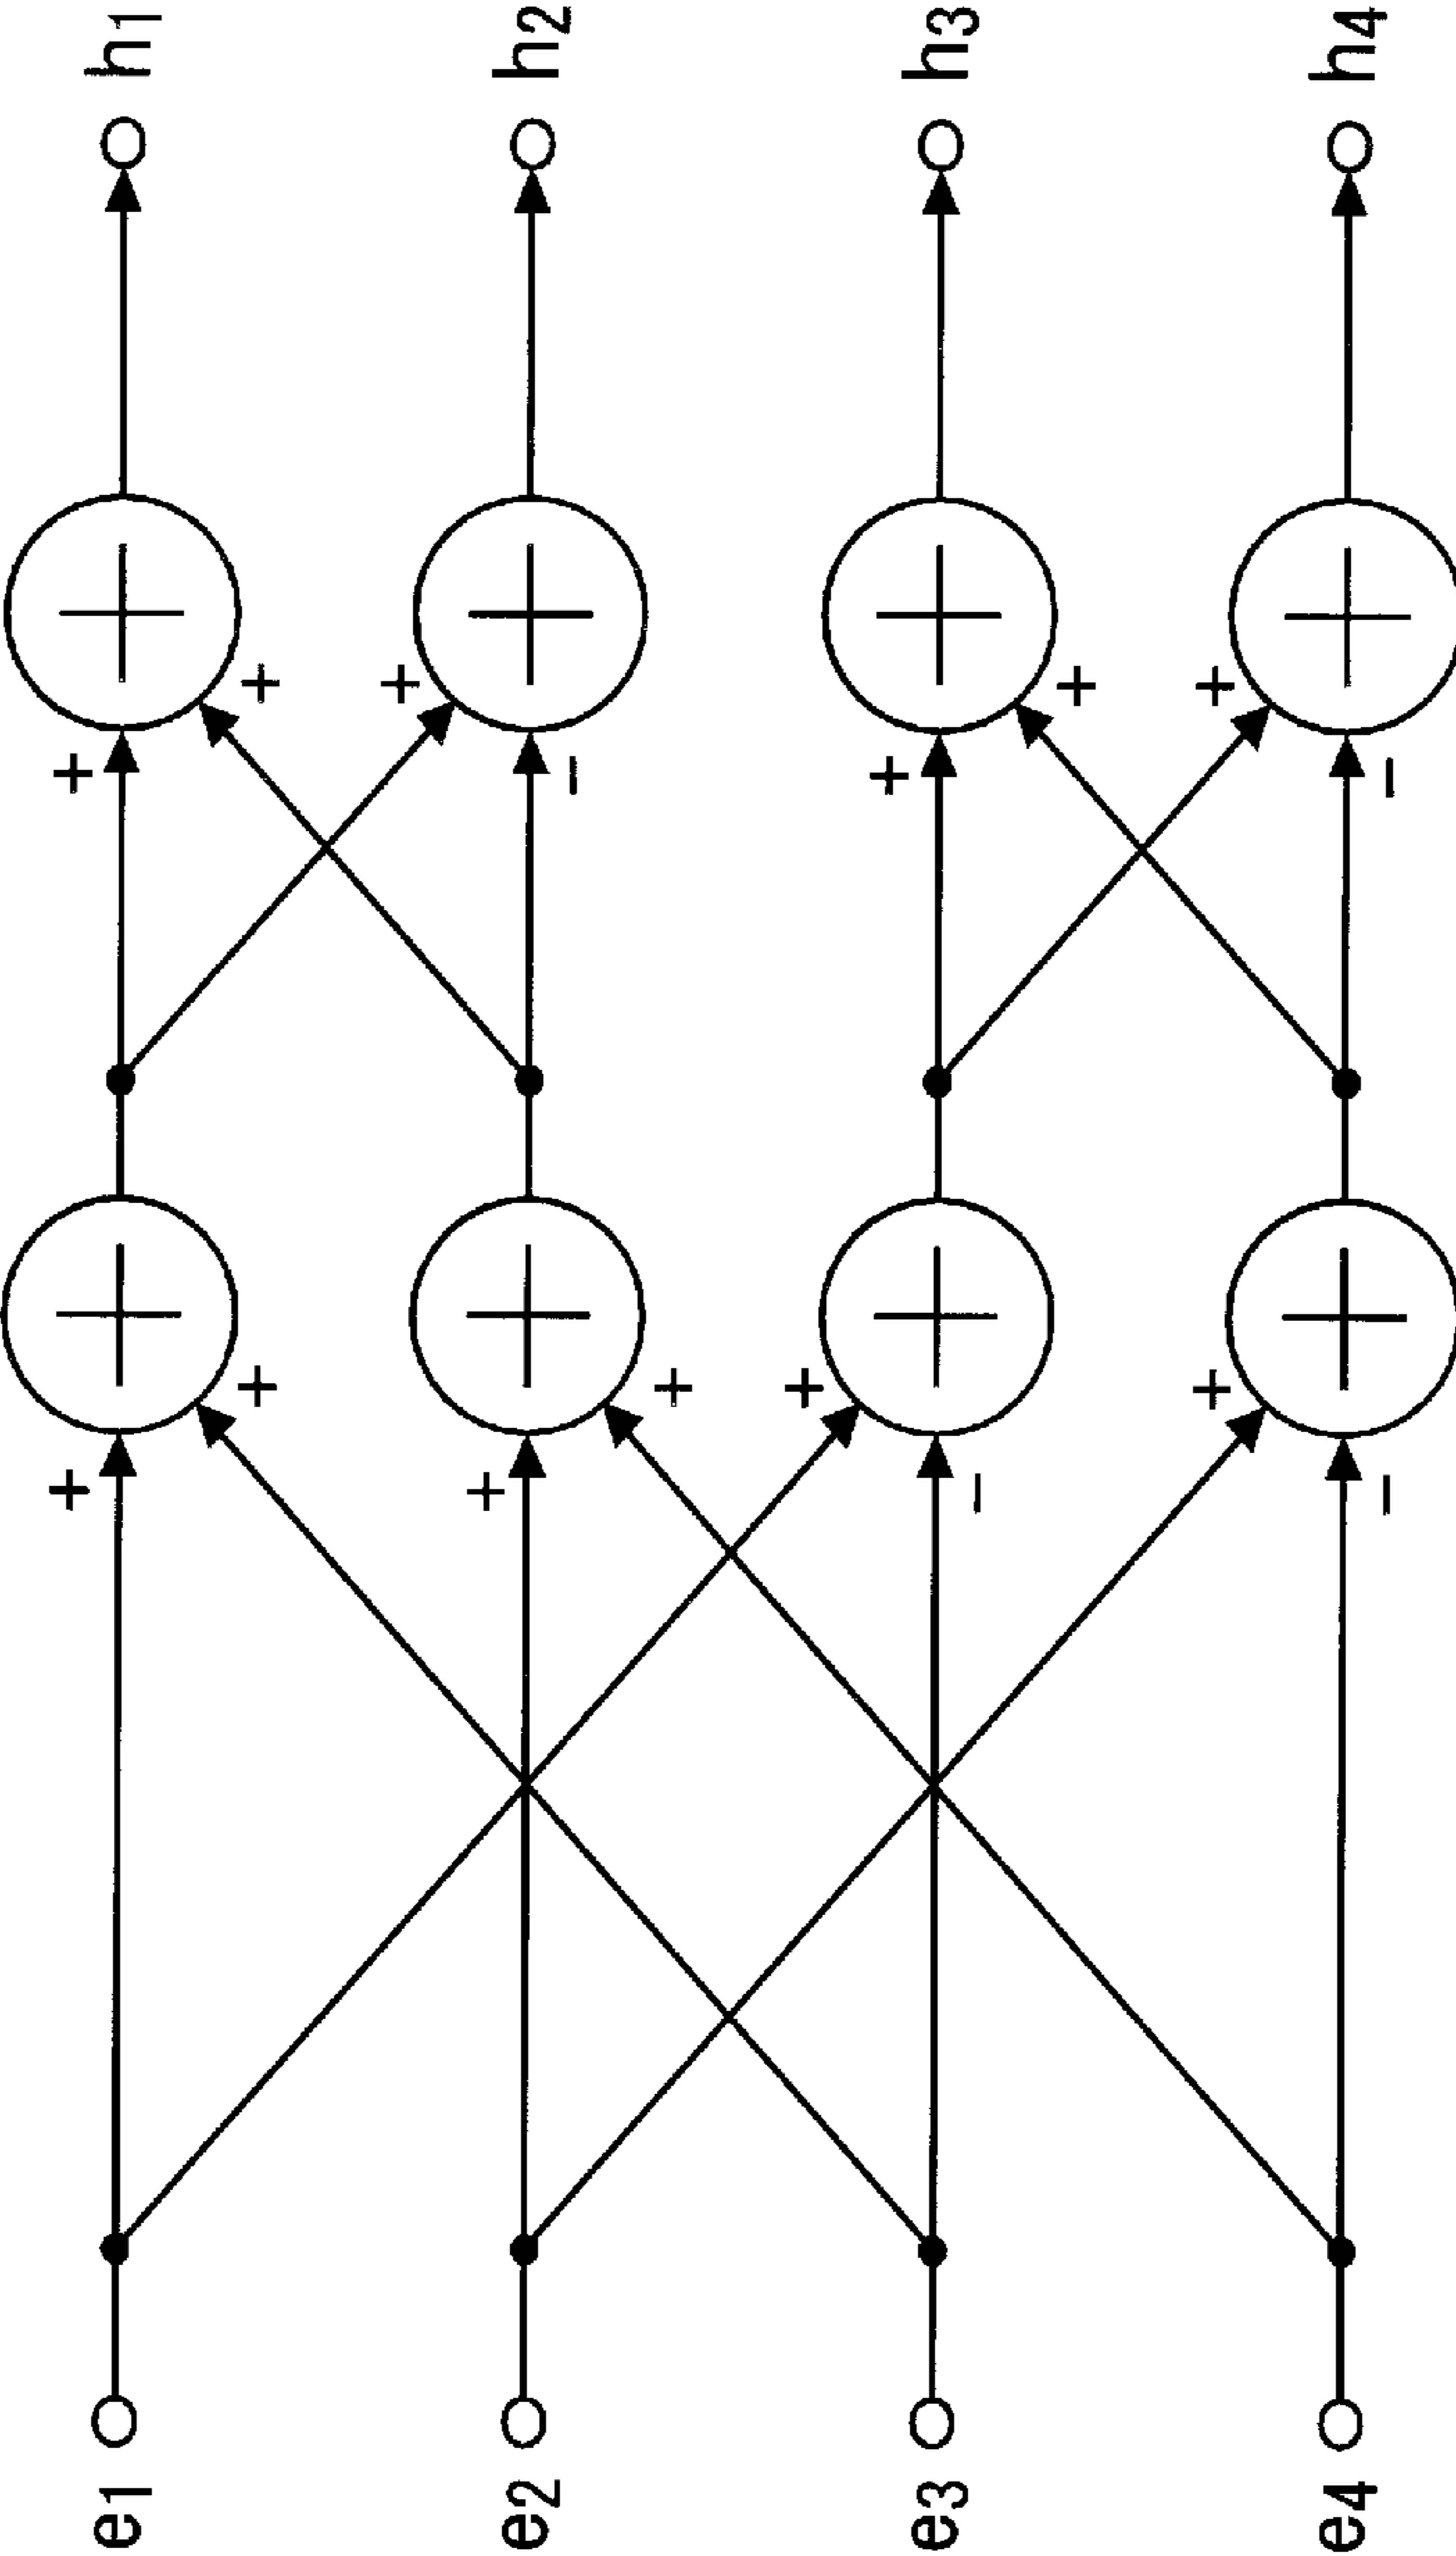 e1
e2
e3
e4
+
+
+
+
+
-
+
-
+
+
+
-
+
+
+
-
h1
h2
h3
h4